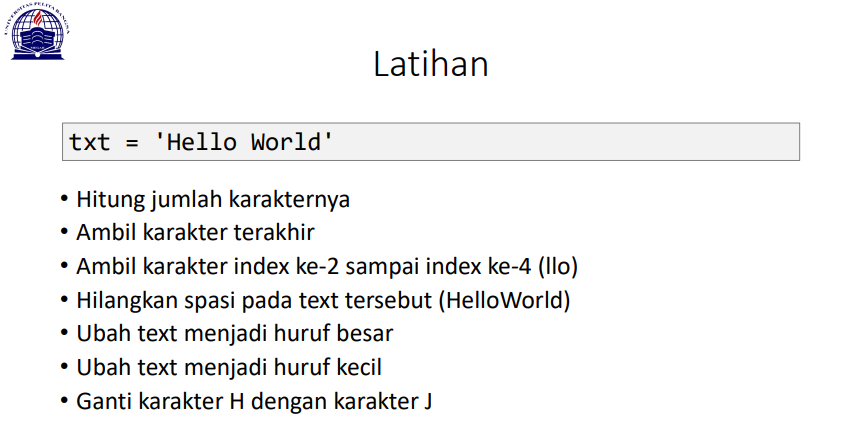 UNIVERSITAS PELITA BANGSA
Latihan
txt = 'Hello World'
• Hitung jumlah karakternya
• Ambil karakter terakhir
• Ambil karakter index ke-2 sampai index ke-4 (llo)
• Hilangkan spasi pada text tersebut (HelloWorld)
• Ubah text menjadi huruf besar
• Ubah text menjadi huruf kecil
• Ganti karakter H dengan karakter J